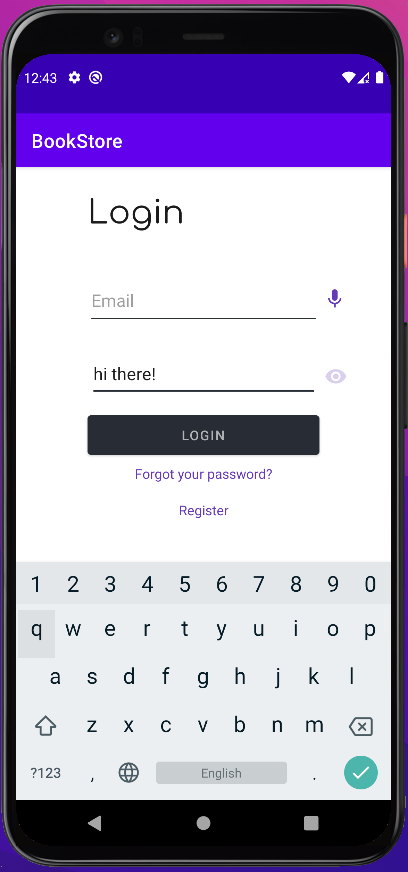 12:43
BookStore
Login
Email
hi there!
LOGIN
Forgot your password?
Register
1 2 3 4 5 6 7 8 9 0
q w e r t y u i o p
a s d f g h j k l
z x c v b n m
?123 , English .